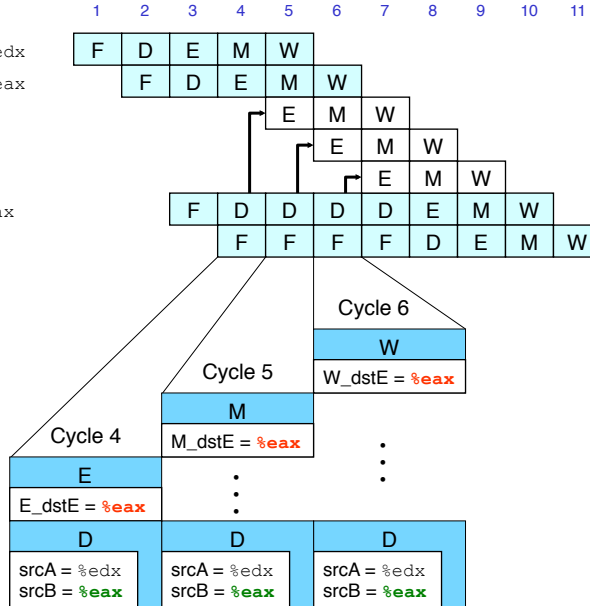 1 2 3 4 5 6 7 8 9 10 11
edx F D E M W
eax F D E M W
E M W
E M W
E M W
ax F D D D D E M W
F F F F D E M W
Cycle 6
W
W_dstE = %eax
Cycle 5
M
M_dstE = %eax
Cycle 4
E
E_dstE = %eax
D D D
srcA = %edx srcA = %edx srcA = %edx
srcB = %eax srcB = %eax srcB = %eax